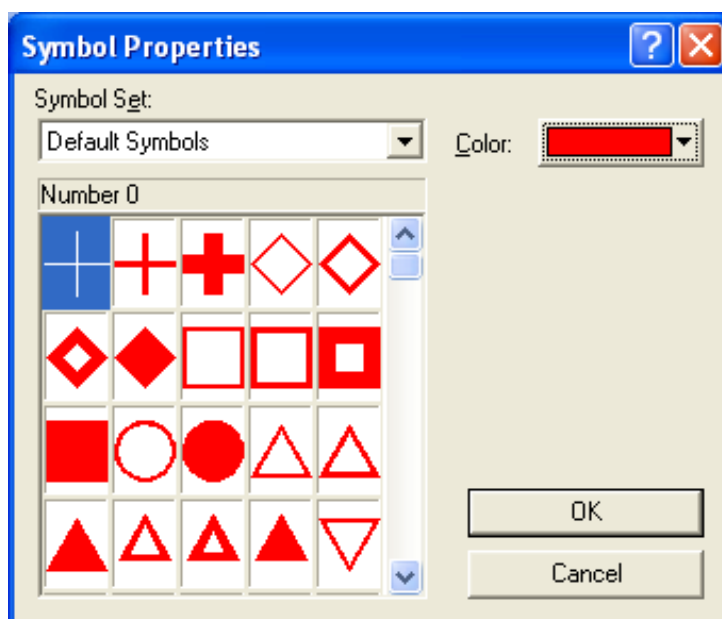 Symbol Properties
Symbol Set:
Default Symbols
Color:
Number 0
OK
Cancel